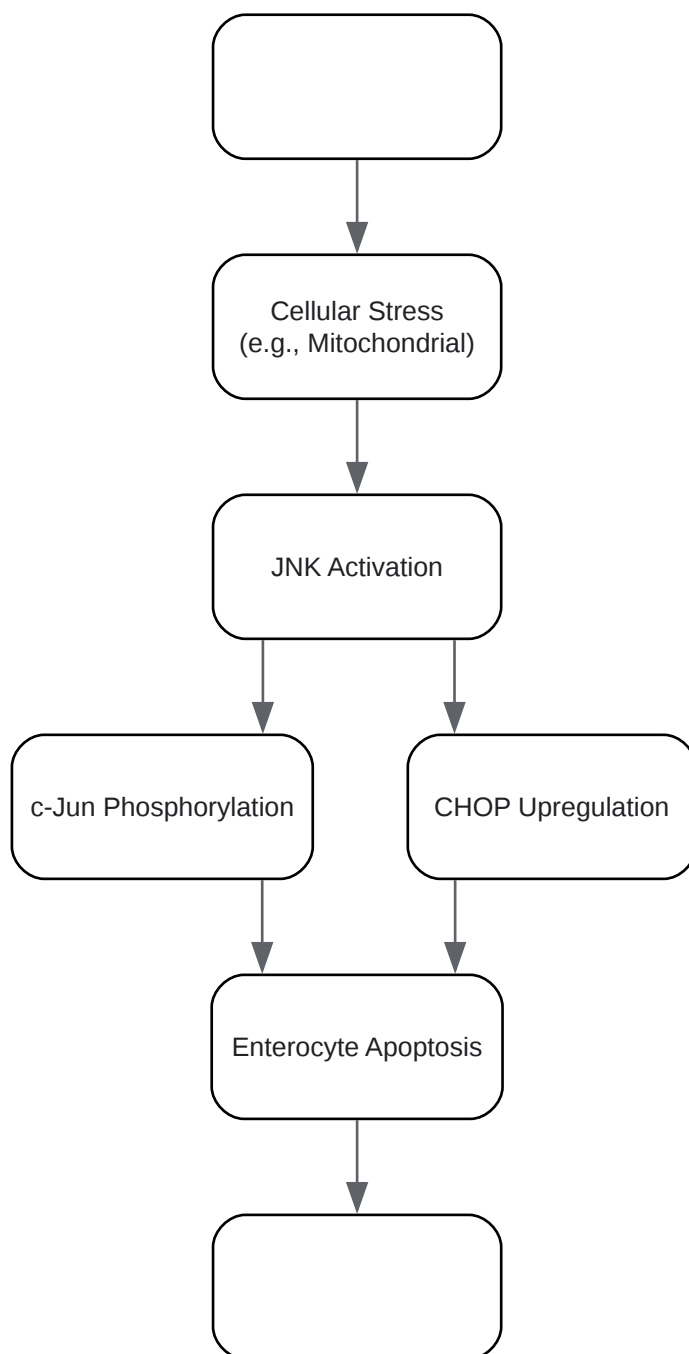 Cellular Stress
(e.g., Mitochondrial)
JNK Activation
c-Jun Phosphorylation
CHOP Upregulation
Enterocyte Apoptosis